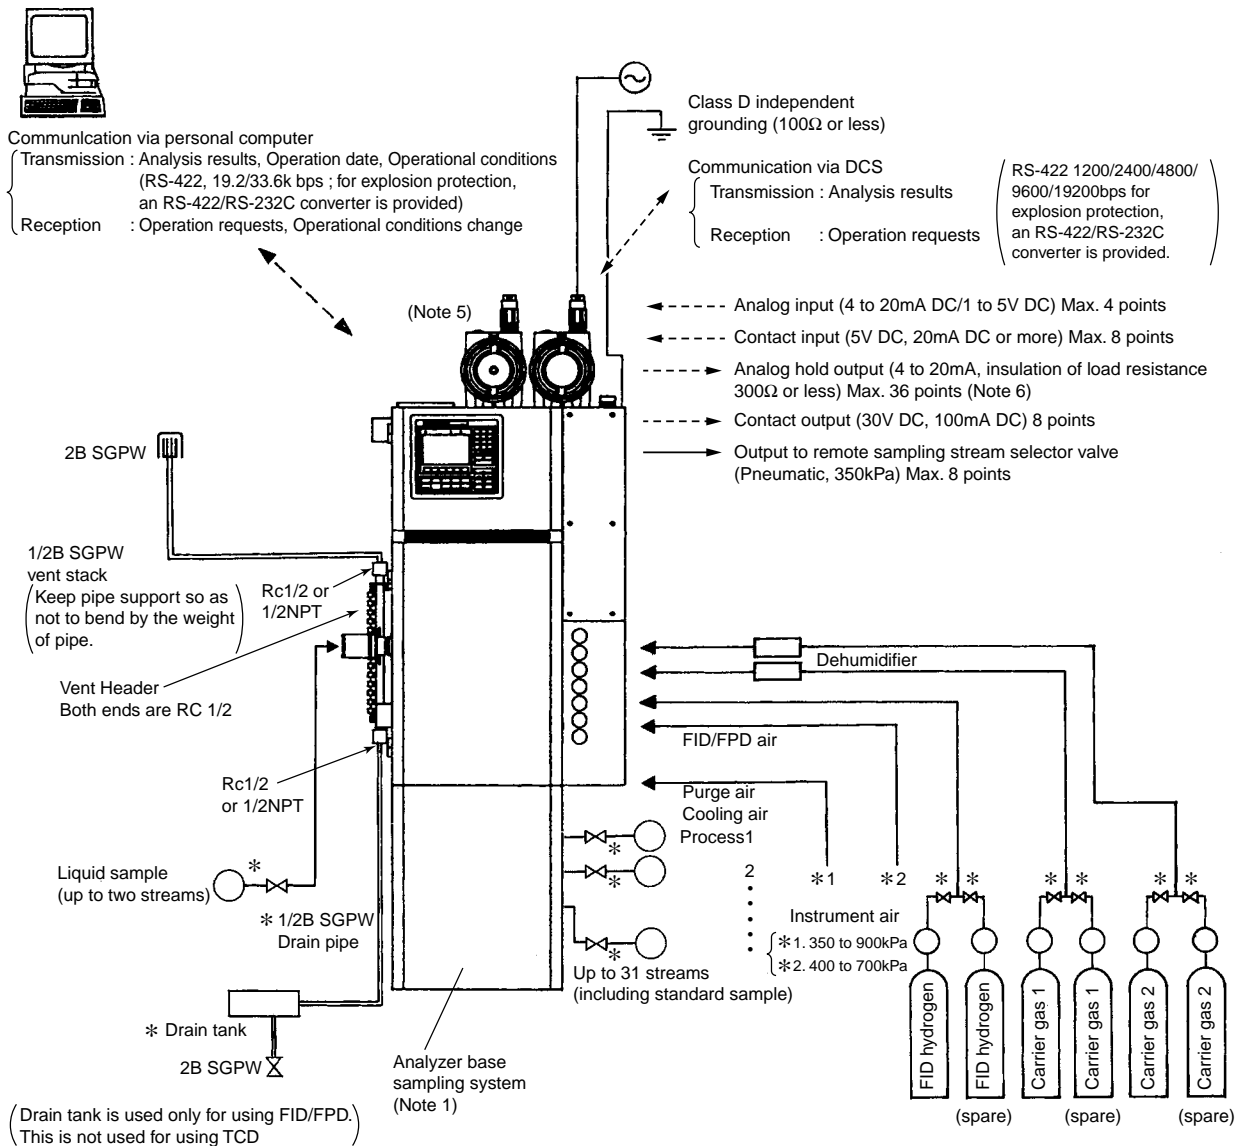 Communlcation via personal computer
Transmission : Analysis results, Operation date, Operational conditions
(RS-422, 19.2/33.6k bps ; for explosion protection,
an RS-422/RS-232C converter is provided)
Reception : Operation requests, Operational conditions change
Class D independent
grounding (100Ω or less)
Communication via DCS
Transmission : Analysis results
Reception : Operation requests
RS-422 1200/2400/4800/
9600/19200bps for
explosion protection,
an RS-422/RS-232C
converter is provided.
(Note 5)
Analog input (4 to 20mA DC/1 to 5V DC) Max. 4 points
Contact input (5V DC, 20mA DC or more) Max. 8 points
Analog hold output (4 to 20mA, insulation of load resistance
300Ω or less) Max. 36 points (Note 6)
Contact output (30V DC, 100mA DC) 8 points
Output to remote sampling stream selector valve
(Pneumatic, 350kPa) Max. 8 points
2B SGPW
1/2B SGPW
vent stack
(Keep pipe support so as
not to bend by the weight
of pipe.)
Rc1/2 or
1/2NPT
Vent Header
Both ends are RC 1/2
Rc1/2
or 1/2NPT
Dehumidifier
FID/FPD air
Purge air
Cooling air
Process1
2
*1
*2
Instrument air
*1. 350 to 900kPa
*2. 400 to 700kPa
Liquid sample
(up to two streams)
*
* 1/2B SGPW
Drain pipe
*
*
*
Up to 31 streams
(including standard sample)
* Drain tank
2B SGPW
Analyzer base
sampling system
(Note 1)
(Drain tank is used only for using FID/FPD.
This is not used for using TCD)
* * * * * *
FID hydrogen
FID hydrogen
Carrier gas 1
Carrier gas 1
Carrier gas 2
Carrier gas 2
(spare) (spare) (spare)